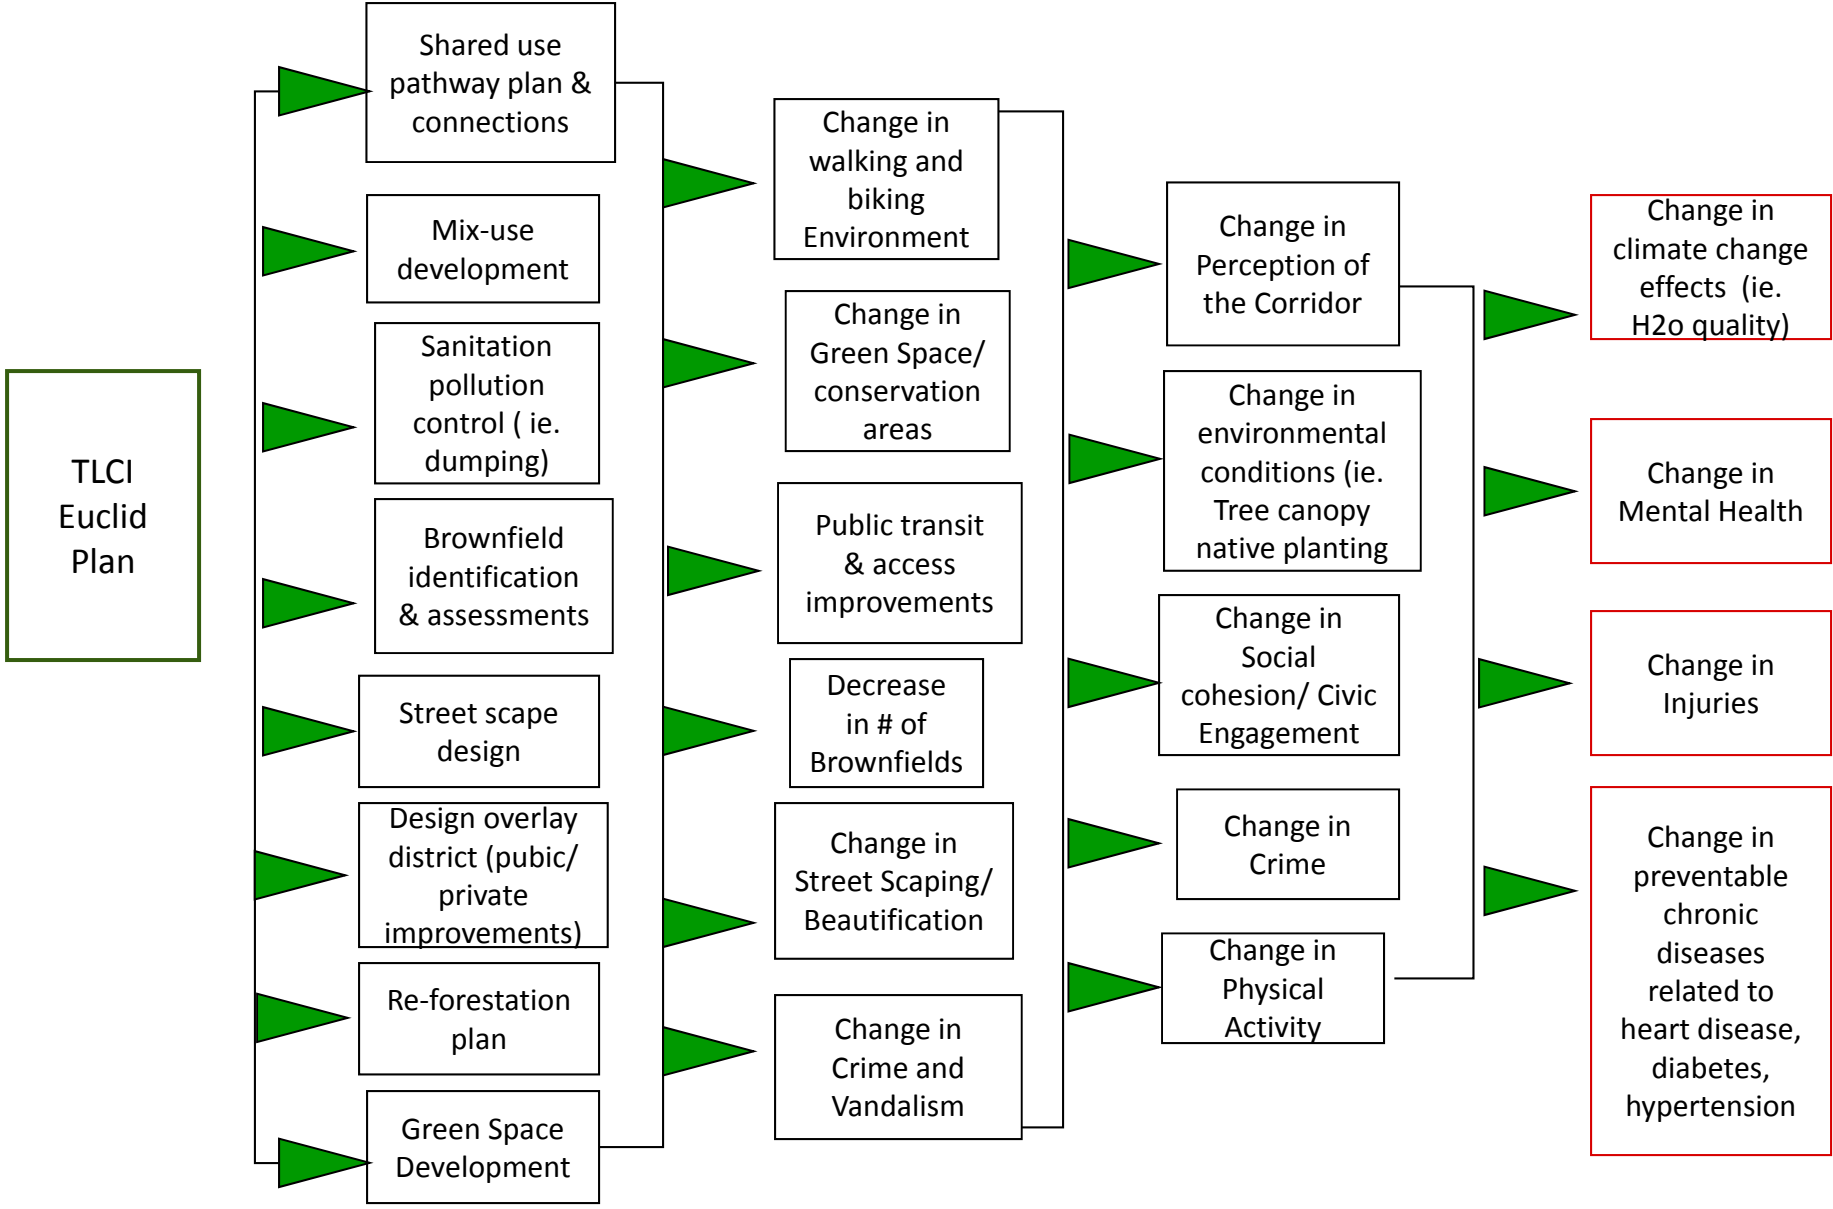 TLCI
Euclid
Plan
Shared use
pathway plan &
connections
Mix-use
development
Sanitation
pollution
control ( ie.
dumping)
Brownfield
identification
& assessments
Street scape
design
Design overlay
district (pubic/
private
improvements)
Re-forestation
plan
Green Space
Development
Change in
walking and
biking
Environment
Change in
Green Space/
conservation
areas
Public transit
& access
improvements
Decrease
in # of
Brownfields
Change in
Street Scaping/
Beautification
Change in
Crime and
Vandalism
Change in
Perception of
the Corridor
Change in
environmental
conditions (ie.
Tree canopy
native planting
Change in
Social
cohesion/ Civic
Engagement
Change in
Crime
Change in
Physical
Activity
Change in
climate change
effects  (ie.
H2o quality)
Change in
Mental Health
Change in
Injuries
Change in
preventable
chronic
diseases
related to
heart disease,
diabetes,
hypertension